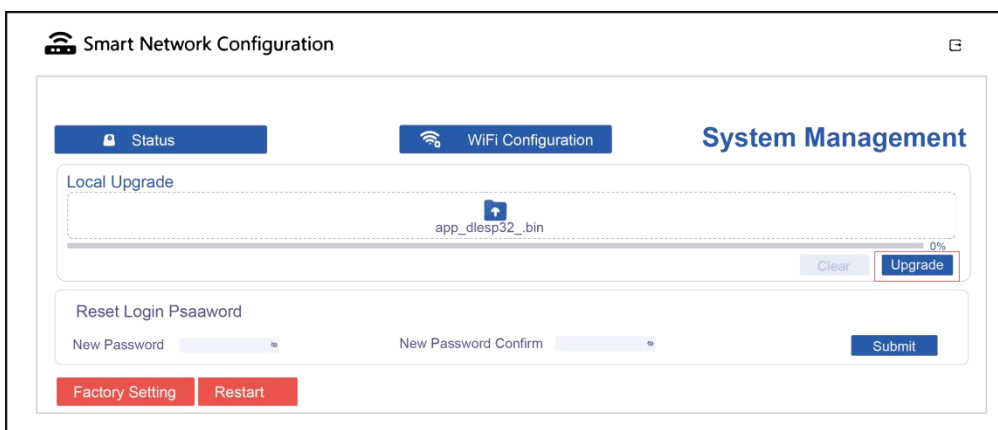 Smart Network Configuration
Status
WiFi Configuration
System Management
Local Upgrade
app_dlesp32_.bin
0%
Clear
Upgrade
Reset Login Psaaword
New Password
New Password Confirm
Submit
Factory Setting
Restart